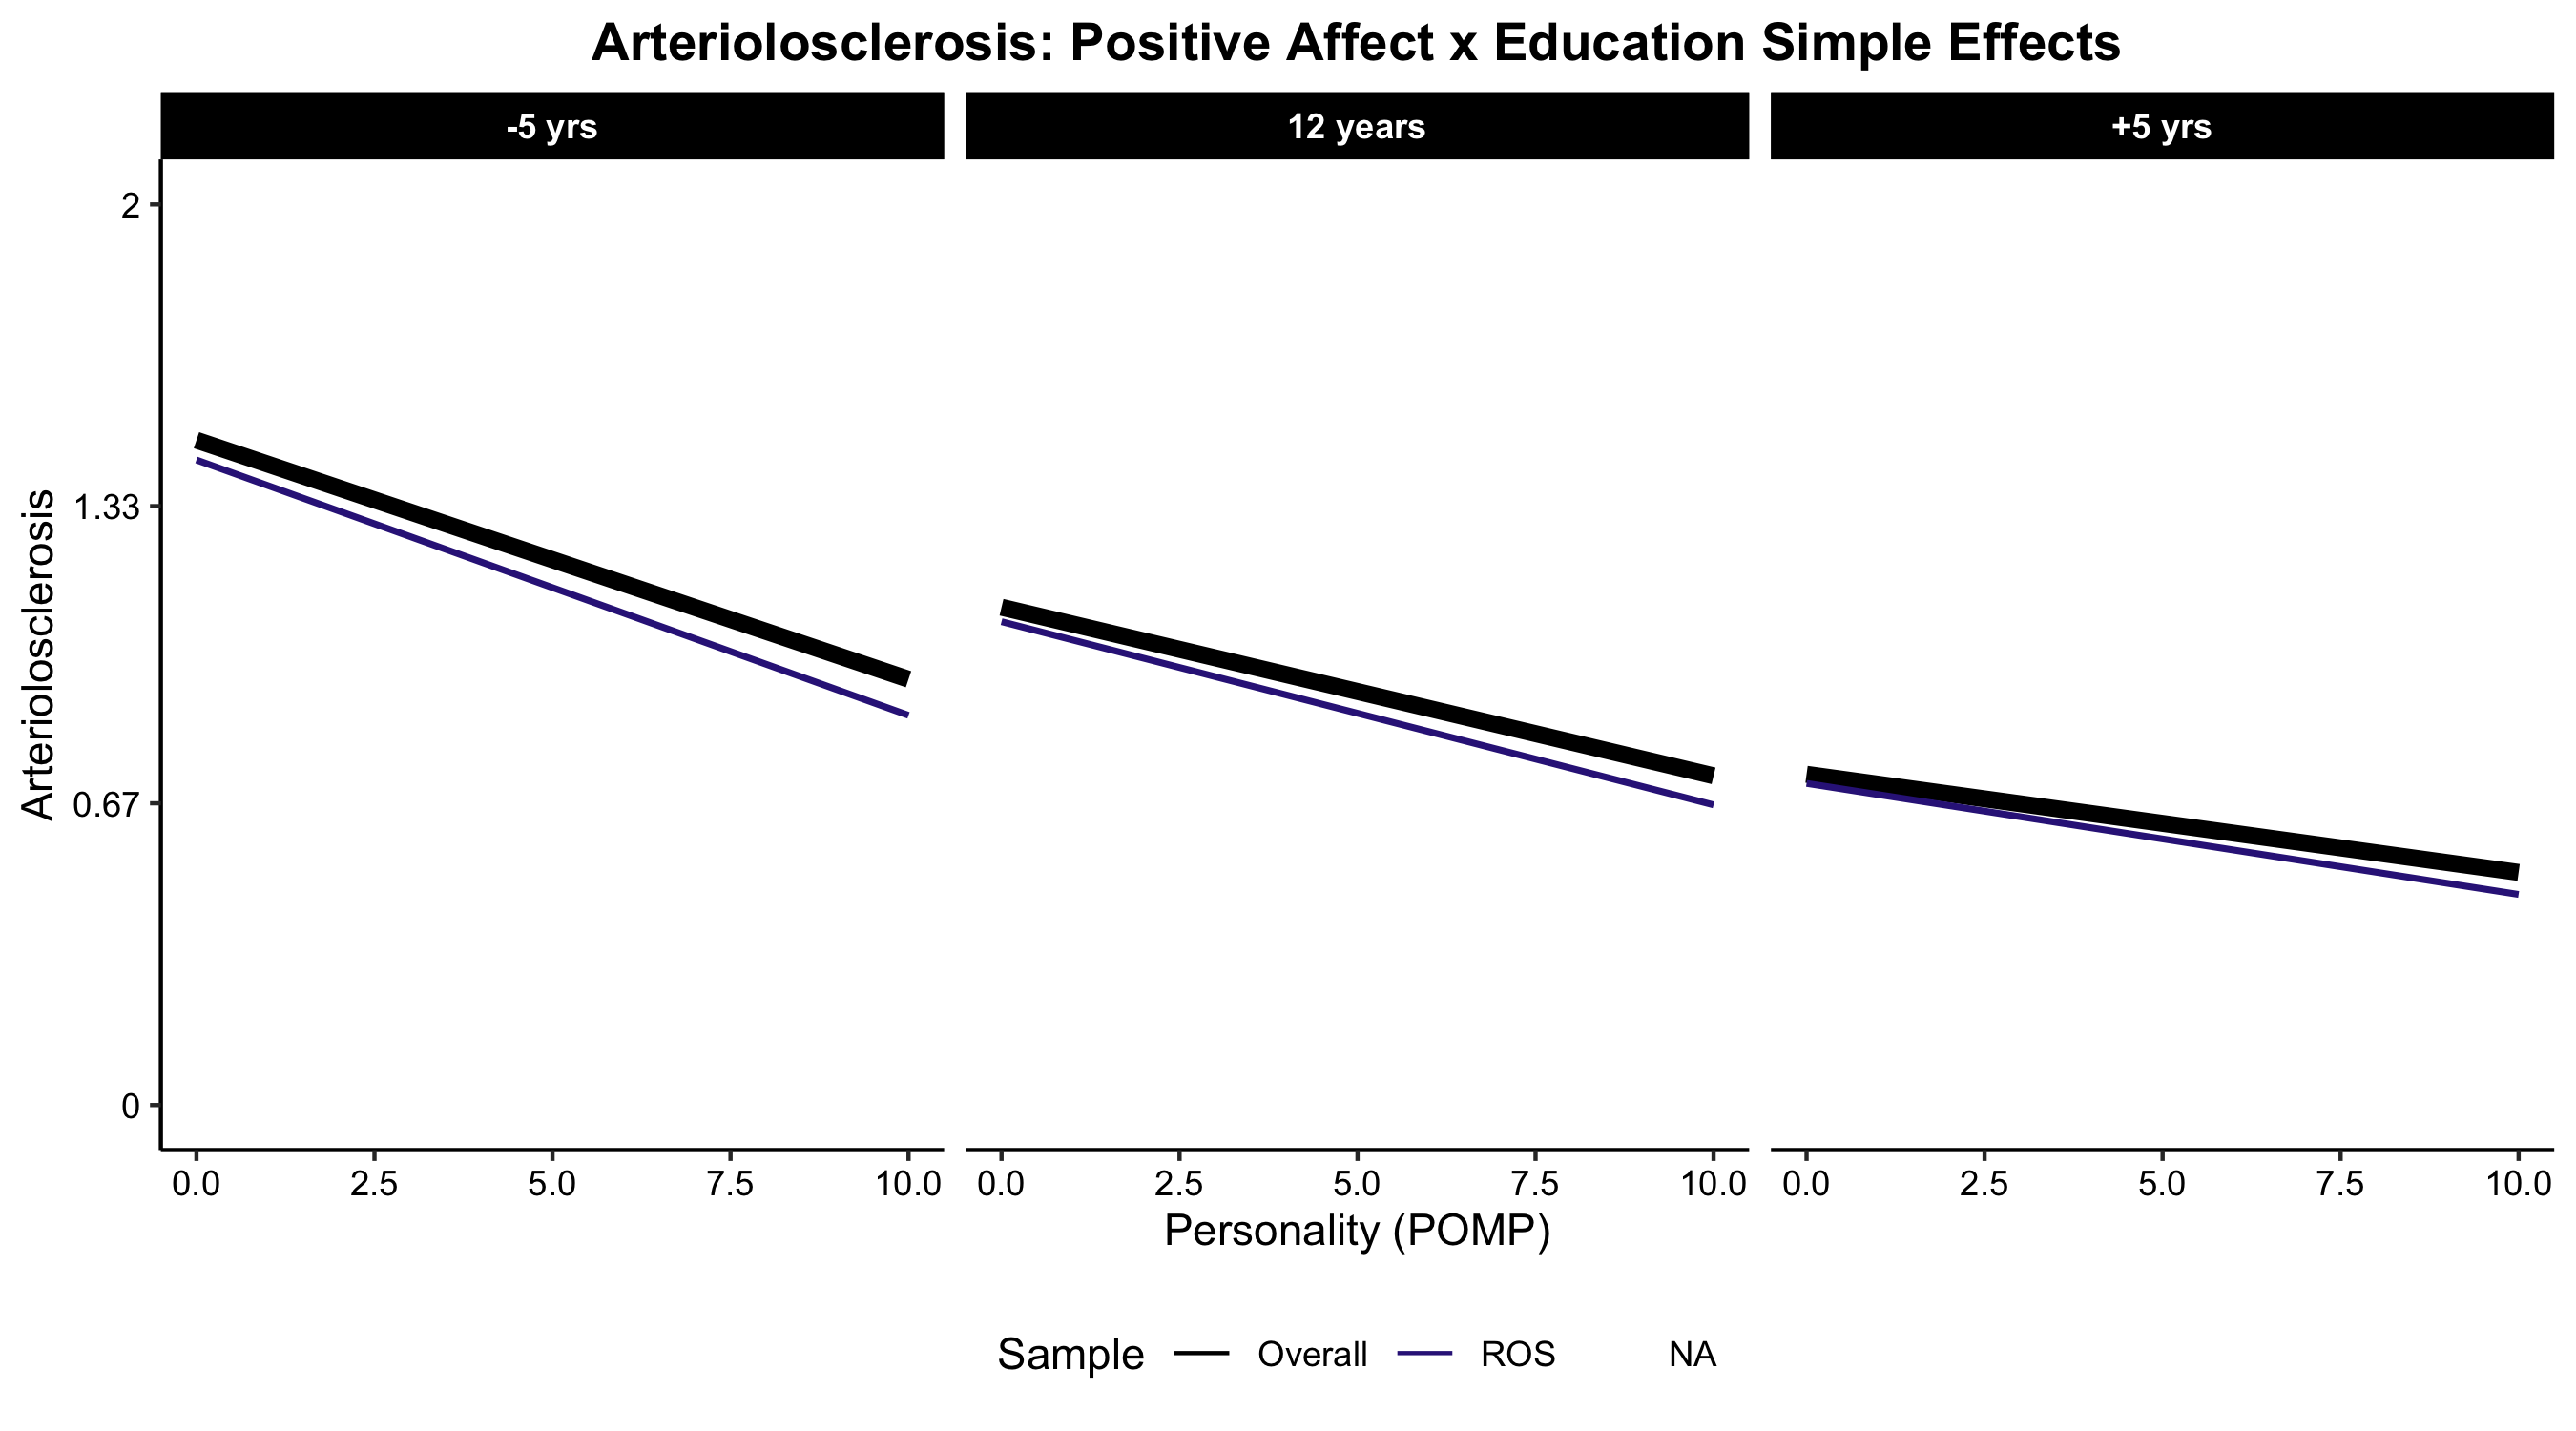 Arteriolosclerosis: Positive Affect x Education Simple Effects
-5 yrs 12 years +5 yrs
Arteriolosclerosis
2
1.33
0.67
0
0.0 2.5 5.0 7.5 10.0 0.0 2.5 5.0 7.5 10.0 0.0 2.5 5.0 7.5 10.0
Personality (POMP)
Sample Overall ROS NA